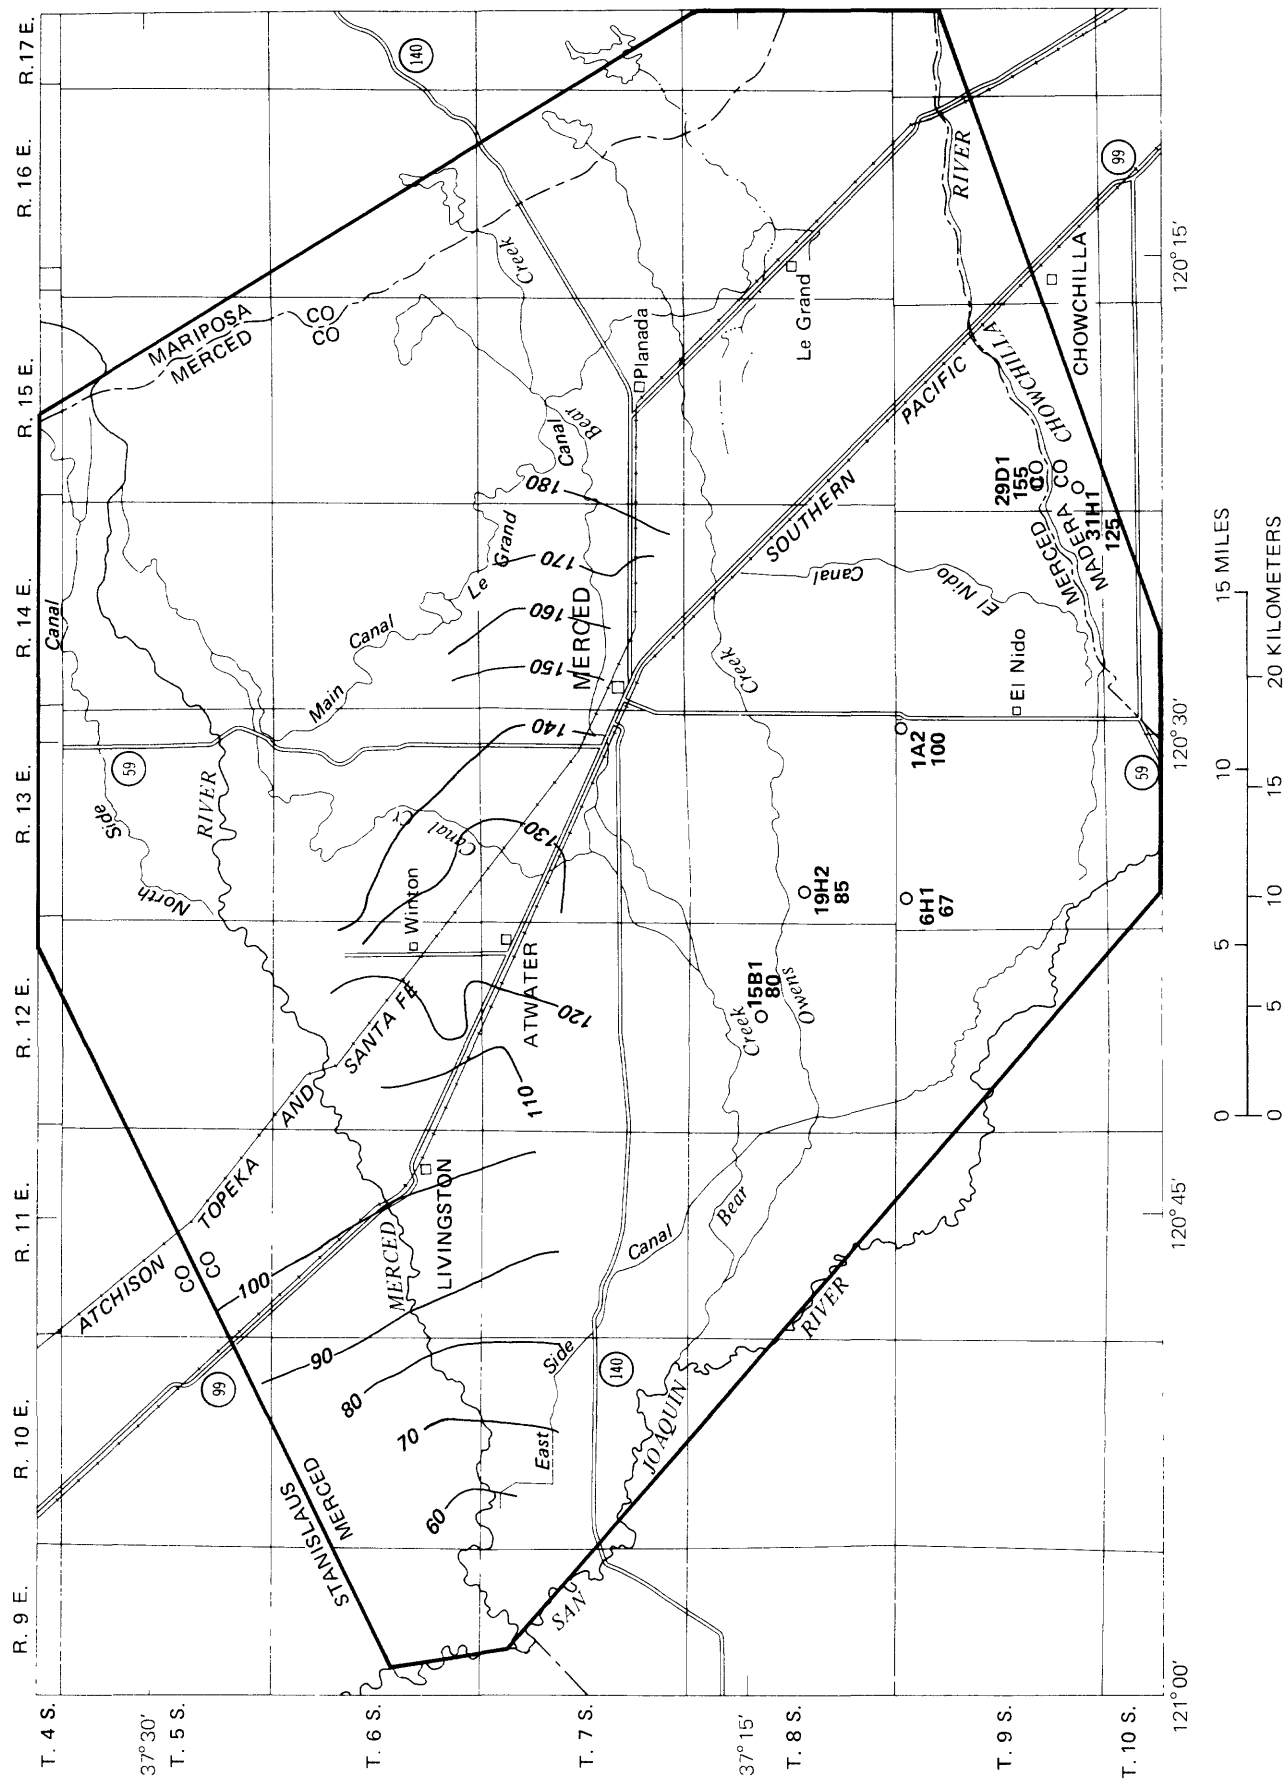 R. 9 E.
R. 10 E.
R. 11 E.
R. 12 E.
R. 13 E.
R. 14 E.
R. 15 E.
R. 16 E.
R. 17 E.
T. 4 S.
37°30'
T. 5 S.
T. 6 S.
T. 7 S.
37°15'
T. 8 S.
T. 9 S.
T. 10 S.
121°00'
120°45'
120°30'
120°15'
ATCHISON TOPEKA AND SANTA FE
STANISLAUS CO
MERCED CO
99
North Side Canal
59
MERCED RIVER
RIVER
Main Canal
Le Grand Canal
MARIPOSA CO
MERCED CO
140
Creek
Bear
Canal Cr
Winton
ATWATER
LIVINGSTON
MERCED
Planada
Le Grand
60
70
80
90
100
110
120
130
140
150
160
170
180
East Side Canal
140
SAN JOAQUIN RIVER
Bear Creek
Owens Creek
15B1
80
19H2
85
6H1
67
1A2
100
El Nido
El Nido Canal
SOUTHERN PACIFIC
29D1
155
MERCED CO
MADERA CO
31H1
125
CHOWCHILLA RIVER
CHOWCHILLA
99
59
0 5 10 15 MILES
0 5 10 15 20 KILOMETERS